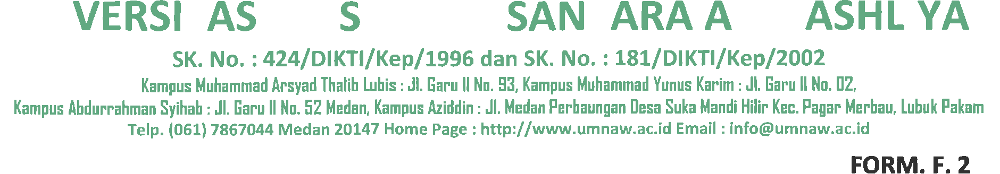 VERSI AS S SAN ARA A ASHL YA
SK. No. : 424/DIKTI/Kep/1996 dan SK. No. : 181/DIKTI/Kep/2002
Kampus Muhammad Arsyad Thalib Lubis : Jl. Garu II No. 93, Kampus Muhammad Yunus Karim : Jl. Garu II No. 02,
Kampus Abdurrahman Syihab : Jl. Garu II No. 52 Medan, Kampus Aziddin : Jl. Medan Perbaungan Desa Suka Mandi Hilir Kec. Pagar Merbau, Lubuk Pakam
Telp. (061) 7867044 Medan 20147 Home Page : http://www.umnaw.ac.id Email : info@umnaw.ac.id
FORM. F. 2